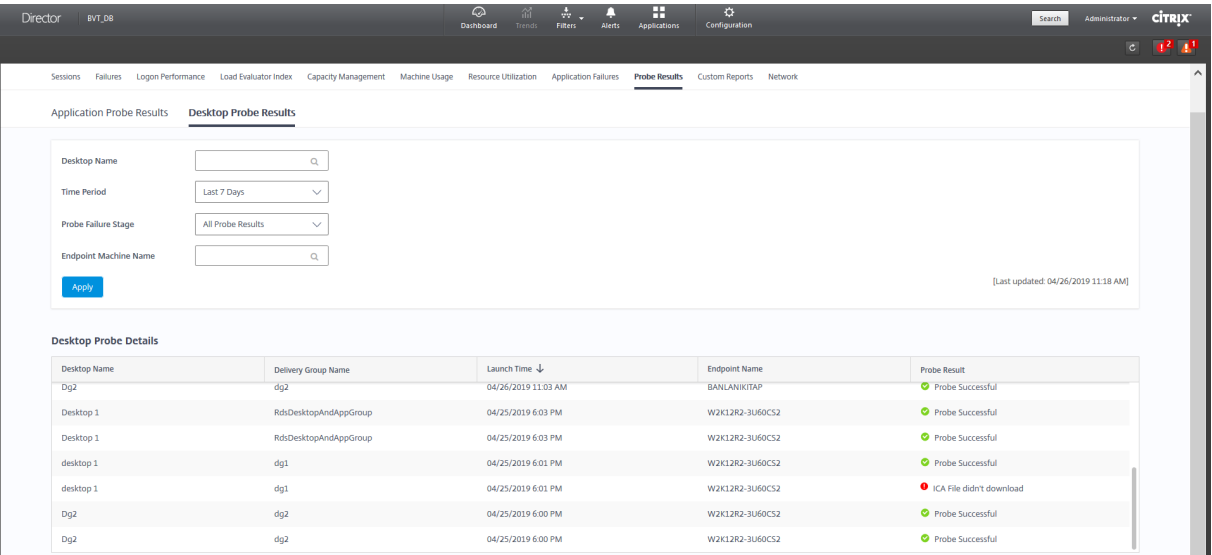 Director BVT_DB Dashboard Trends Filters Alerts Applications Configuration Search Administrator CİTRIX
2 1
Sessions Failures Logon Performance Load Evaluator Index Capacity Management Machine Usage Resource Utilization Application Failures Probe Results Custom Reports Network
Application Probe Results Desktop Probe Results
Desktop Name
Time Period Last 7 Days
Probe Failure Stage All Probe Results
Endpoint Machine Name
Apply [Last updated: 04/26/2019 11:18 AM]
Desktop Probe Details
Desktop Name Delivery Group Name Launch Time Endpoint Name Probe Result
Dg2 dg2 04/26/2019 11:03 AM BANLANIKITAP Probe Successful
Desktop 1 RdsDesktopAndAppGroup 04/25/2019 6:03 PM W2K12R2-3U60CS2 Probe Successful
Desktop 1 RdsDesktopAndAppGroup 04/25/2019 6:03 PM W2K12R2-3U60CS2 Probe Successful
desktop 1 dg1 04/25/2019 6:01 PM W2K12R2-3U60CS2 Probe Successful
desktop 1 dg1 04/25/2019 6:01 PM W2K12R2-3U60CS2 ICA File didn't download
Dg2 dg2 04/25/2019 6:00 PM W2K12R2-3U60CS2 Probe Successful
Dg2 dg2 04/25/2019 6:00 PM W2K12R2-3U60CS2 Probe Successful